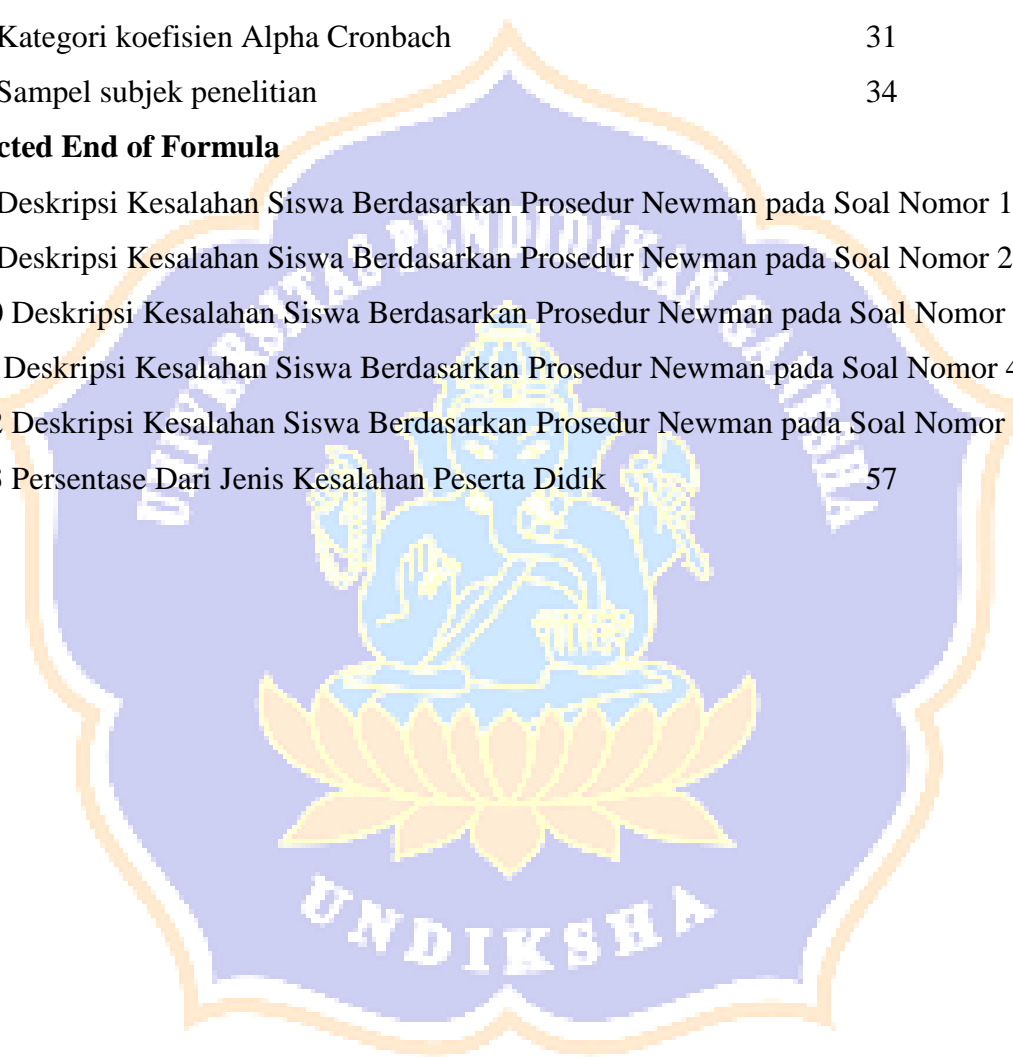 Kategori koefisien Alpha Cronbach 31
Sampel subjek penelitian 34
cted End of Formula
Deskripsi Kesalahan Siswa Berdasarkan Prosedur Newman pada Soal Nomor 1
Deskripsi Kesalahan Siswa Berdasarkan Prosedur Newman pada Soal Nomor 2
Deskripsi Kesalahan Siswa Berdasarkan Prosedur Newman pada Soal Nomor
Deskripsi Kesalahan Siswa Berdasarkan Prosedur Newman pada Soal Nomor 4
2 Deskripsi Kesalahan Siswa Berdasarkan Prosedur Newman pada Soal Nomor
3 Persentase Dari Jenis Kesalahan Peserta Didik 57
UNIVERSITAS PENDIDIKAN GANESHA
UNDIKSHA